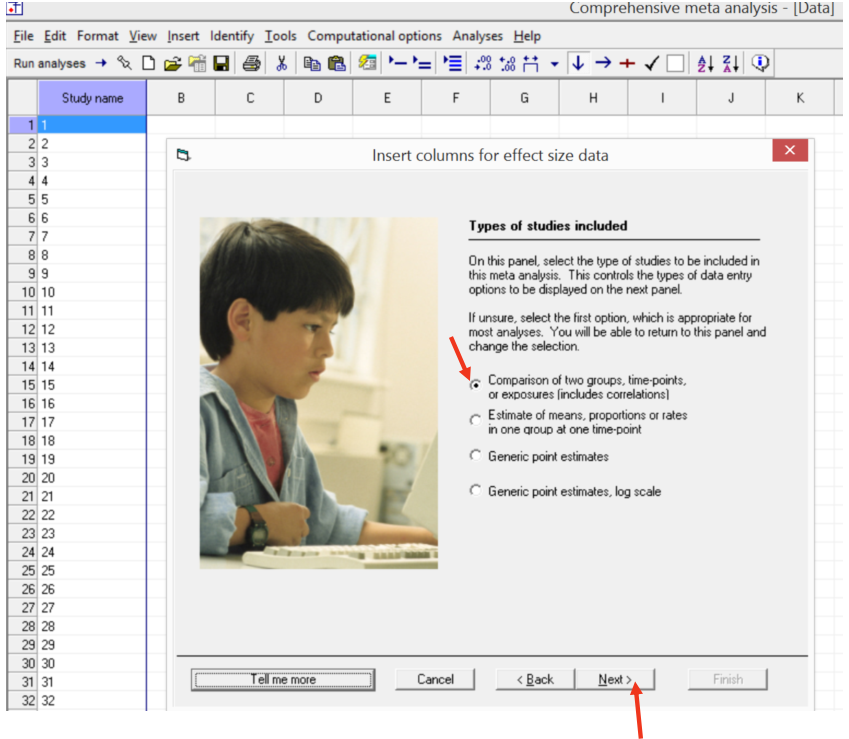 Comprehensive meta analysis - [Data]
File Edit Format View Insert Identify Tools Computational options Analyses Help
Run analyses
Study name B C D E F G H I J K
1 1
2 2
3 3
4 4
5 5
6 6
7 7
8 8
9 9
10 10
11 11
12 12
13 13
14 14
15 15
16 16
17 17
18 18
19 19
20 20
21 21
22 22
23 23
24 24
25 25
26 26
27 27
28 28
29 29
30 30
31 31
32 32
Insert columns for effect size data
Types of studies included
On this panel, select the type of studies to be included in
this meta analysis. This controls the types of data entry
options to be displayed on the next panel.
If unsure, select the first option, which is appropriate for
most analyses. You will be able to return to this panel and
change the selection.
Comparison of two groups, time-points,
or exposures (includes correlations)
Estimate of means, proportions or rates
in one group at one time-point
Generic point estimates
Generic point estimates, log scale
Tell me more Cancel < Back Next > Finish